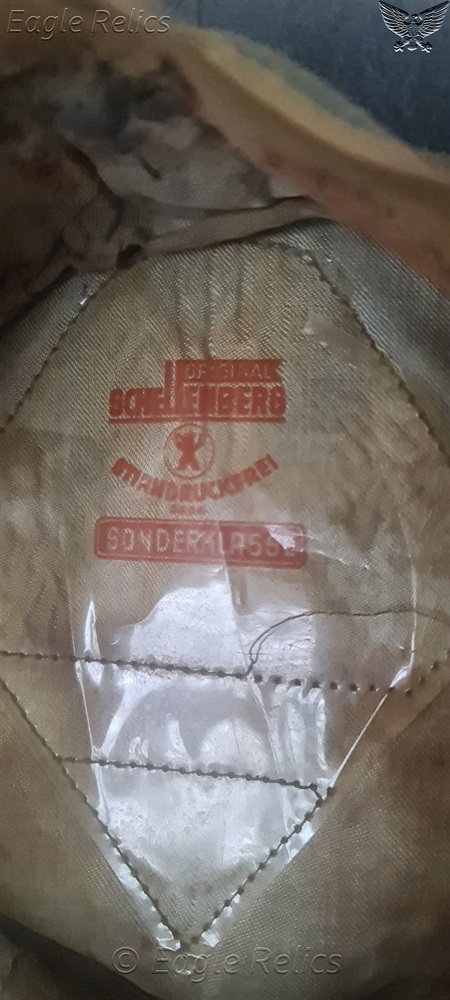 Eagle Relics
ORIGINAL
SCHELLENBERG
STIRNDRUCKFREI
SONDERKLASSE
© Eagle Relics